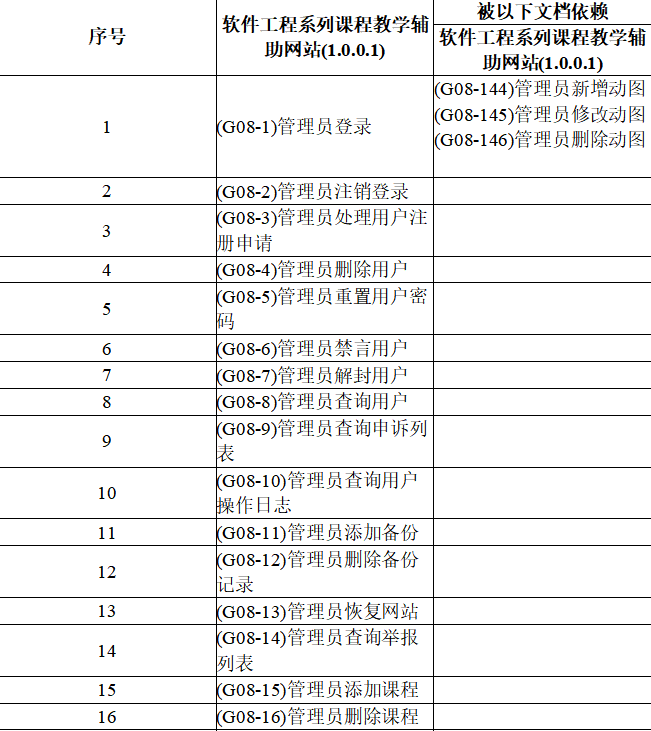 序号
软件工程系列课程教学辅
助网站(1.0.0.1)
被以下文档依赖
软件工程系列课程教学辅
助网站(1.0.0.1)
1
(G08-1)管理员登录
(G08-144)管理员新增动图
(G08-145)管理员修改动图
(G08-146)管理员删除动图
2
(G08-2)管理员注销登录
3
(G08-3)管理员处理用户注
册申请
4
(G08-4)管理员删除用户
5
(G08-5)管理员重置用户密
码
6
(G08-6)管理员禁言用户
7
(G08-7)管理员解封用户
8
(G08-8)管理员查询用户
9
(G08-9)管理员查询申诉列
表
10
(G08-10)管理员查询用户
操作日志
11
(G08-11)管理员添加备份
12
(G08-12)管理员删除备份
记录
13
(G08-13)管理员恢复网站
14
(G08-14)管理员查询举报
列表
15
(G08-15)管理员添加课程
16
(G08-16)管理员删除课程